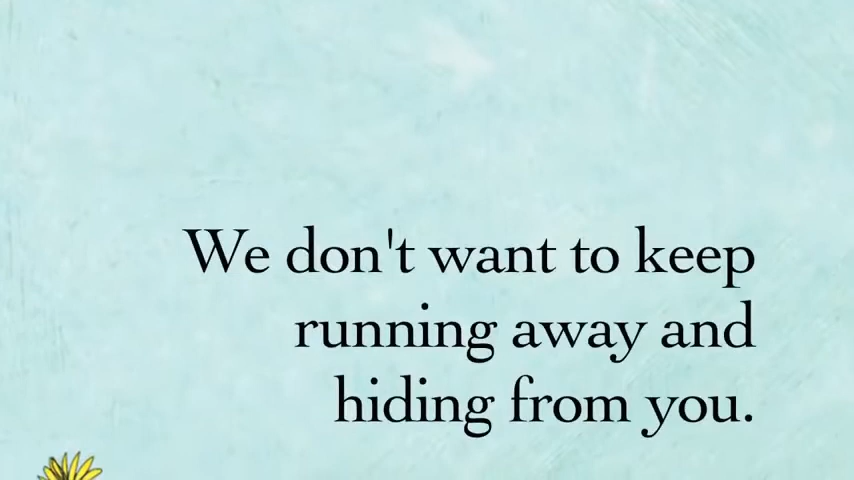 We don't want to keep
running away and
hiding from you.